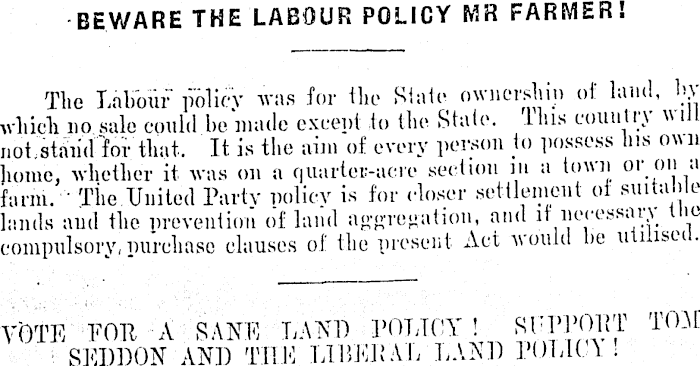 BEWARE THE LABOUR POLICY MR FARMER!
The Labour policy was for the State ownership of land, by
which no sale could be made except to the State. This country will
not stand for that. It is the aim of every person to possess his own
home, whether it was on a quarter-acre section in a town or on a
farm. The United Party policy is for closer settlement of suitable
lands and the prevention of land aggregation, and if necessary the
compulsory purchase clauses of the present Act would be utilised.
VOTE FOR A SANE LAND POLICY! SUPPORT TOM
SEDDON AND THE LIBERAL LAND POLICY!